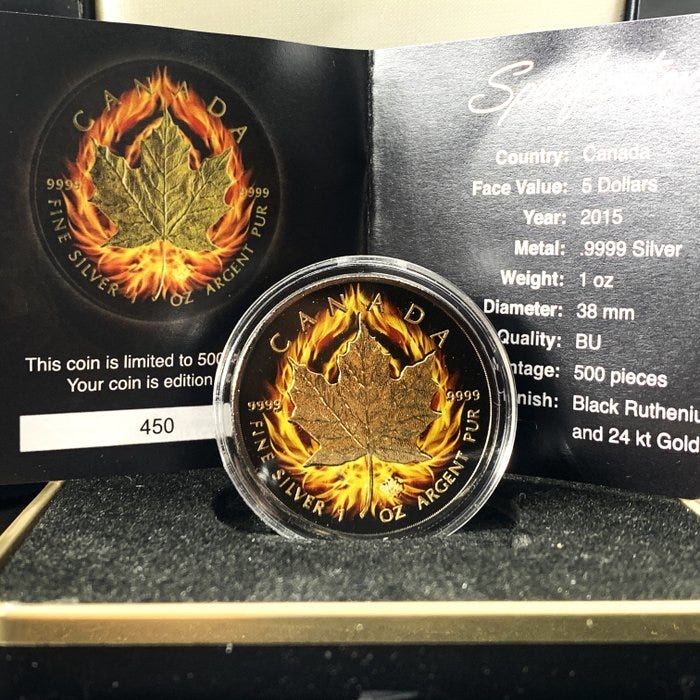 CANADA
9999 9999
FINE SILVER 1 OZ ARGENT PUR
This coin is limited to 500
Your coin is edition
450
Country: Canada
Face Value: 5 Dollars
Year: 2015
Metal: .9999 Silver
Weight: 1 oz
Diameter: 38 mm
Quality: BU
ntage: 500 pieces
nish: Black Rutheniu
and 24 kt Gold
CANADA
9999 9999
FINE SILVER 1 OZ ARGENT PUR